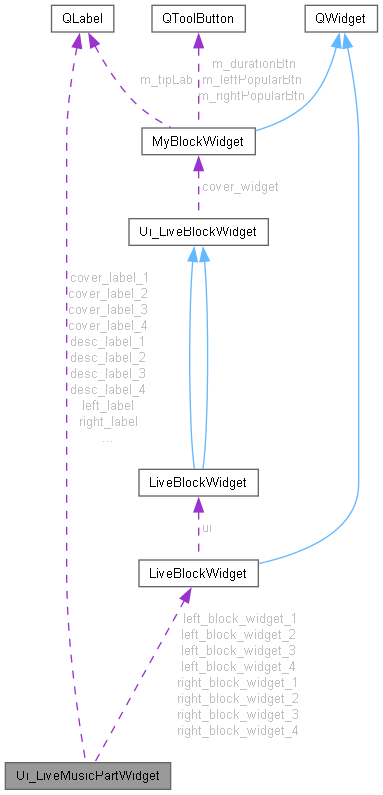 QLabel
QToolButton
QWidget
m_durationBtn
m_tipLab
m_leftPopularBtn
m_rightPopularBtn
MyBlockWidget
cover_widget
Ui_LiveBlockWidget
cover_label_1
cover_label_2
cover_label_3
cover_label_4
desc_label_1
desc_label_2
desc_label_3
desc_label_4
left_label
right_label
...
LiveBlockWidget
ui
LiveBlockWidget
left_block_widget_1
left_block_widget_2
left_block_widget_3
left_block_widget_4
right_block_widget_1
right_block_widget_2
right_block_widget_3
right_block_widget_4
Ui_LiveMusicPartWidget